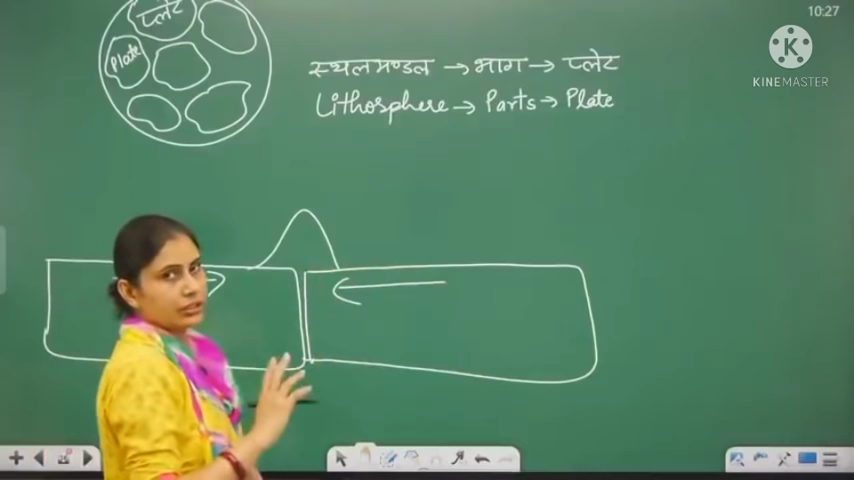 10:27
प्लेट
Plate
स्थलमण्डल → भाग → प्लेट
Lithosphere → Parts → Plate
K
KINEMASTER